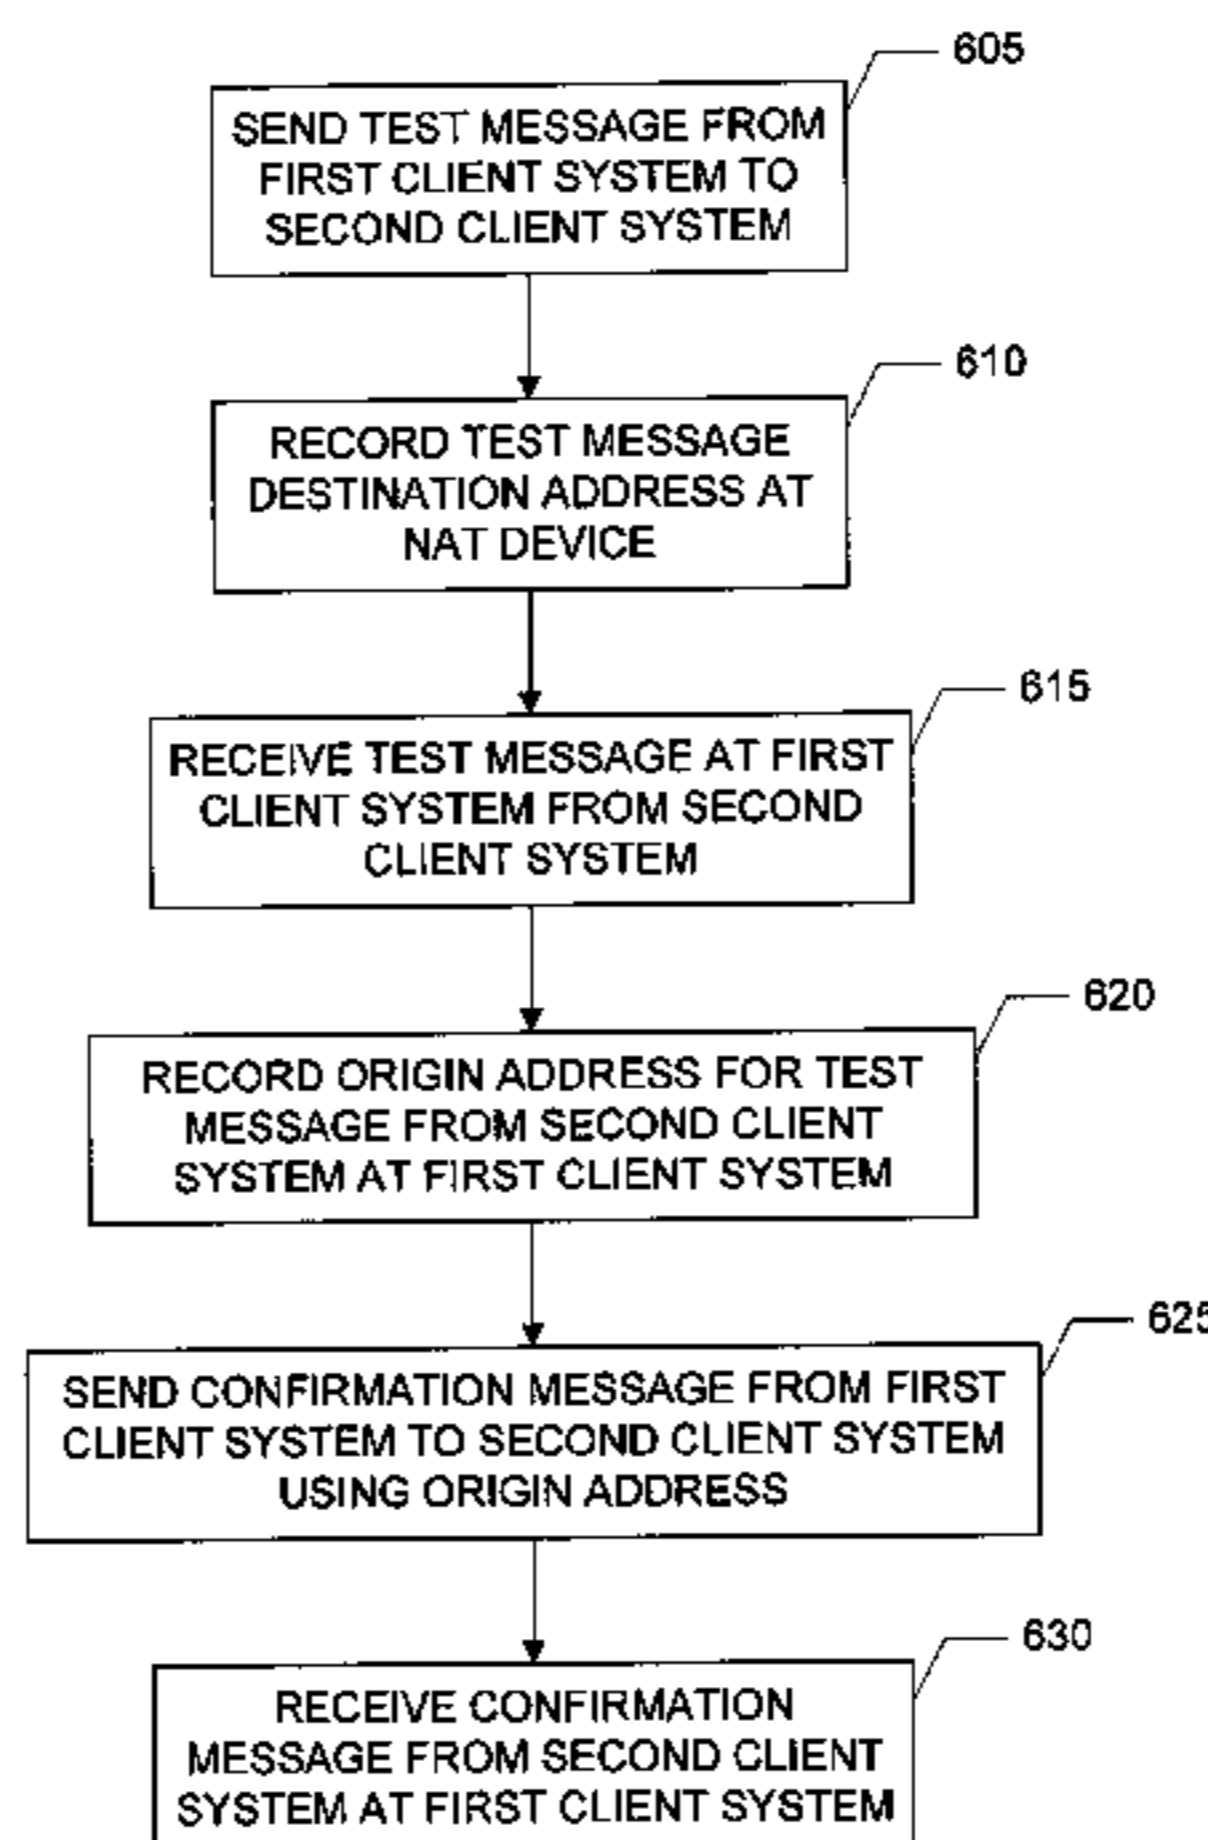 605
SEND TEST MESSAGE FROM
FIRST CLIENT SYSTEM TO
SECOND CLIENT SYSTEM
610
RECORD TEST MESSAGE
DESTINATION ADDRESS AT
NAT DEVICE
615
RECEIVE TEST MESSAGE AT FIRST
CLIENT SYSTEM FROM SECOND
CLIENT SYSTEM
620
RECORD ORIGIN ADDRESS FOR TEST
MESSAGE FROM SECOND CLIENT
SYSTEM AT FIRST CLIENT SYSTEM
625
SEND CONFIRMATION MESSAGE FROM FIRST
CLIENT SYSTEM TO SECOND CLIENT SYSTEM
USING ORIGIN ADDRESS
630
RECEIVE CONFIRMATION
MESSAGE FROM SECOND CLIENT
SYSTEM AT FIRST CLIENT SYSTEM